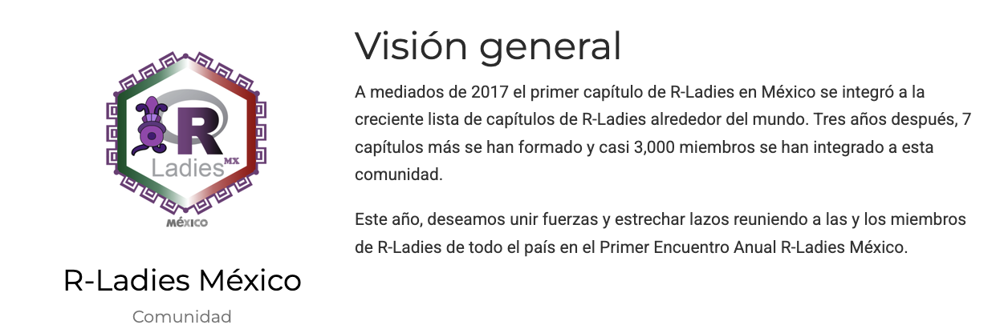 R
Ladies MX
MéXICO
R-Ladies México
Comunidad
Visión general
A mediados de 2017 el primer capítulo de R-Ladies en México se integró a la
creciente lista de capítulos de R-Ladies alrededor del mundo. Tres años después, 7
capítulos más se han formado y casi 3,000 miembros se han integrado a esta
comunidad.
Este año, deseamos unir fuerzas y estrechar lazos reuniendo a las y los miembros
de R-Ladies de todo el país en el Primer Encuentro Anual R-Ladies México.